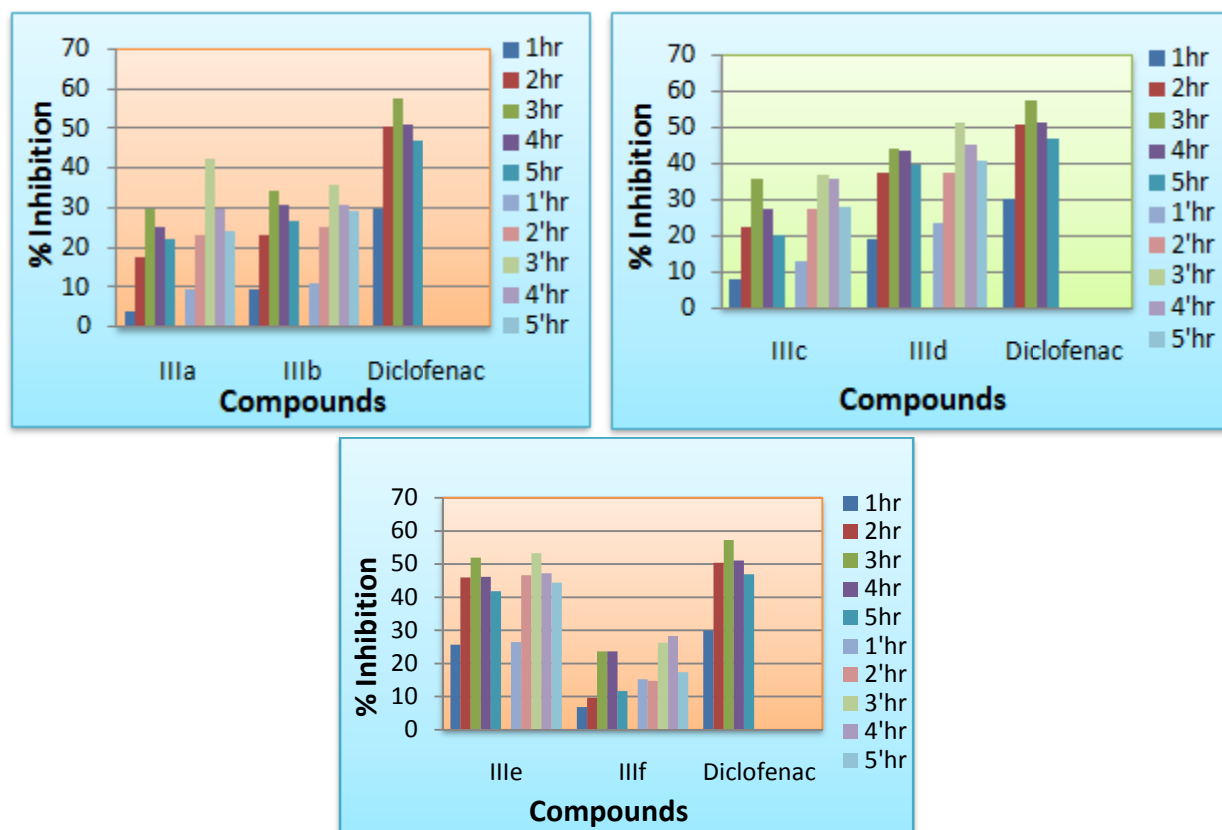 70
60
50
40
30
20
10
0
% Inhibition
IIIa IIIb Diclofenac
Compounds
1hr
2hr
3hr
4hr
5hr
1'hr
2'hr
3'hr
4'hr
5'hr
70
60
50
40
30
20
10
0
% Inhibition
IIIc IIId Diclofenac
Compounds
1hr
2hr
3hr
4hr
5hr
1'hr
2'hr
3'hr
4'hr
5'hr
70
60
50
40
30
20
10
0
% Inhibition
IIIe IIIf Diclofenac
Compounds
1hr
2hr
3hr
4hr
5hr
1'hr
2'hr
3'hr
4'hr
5'hr